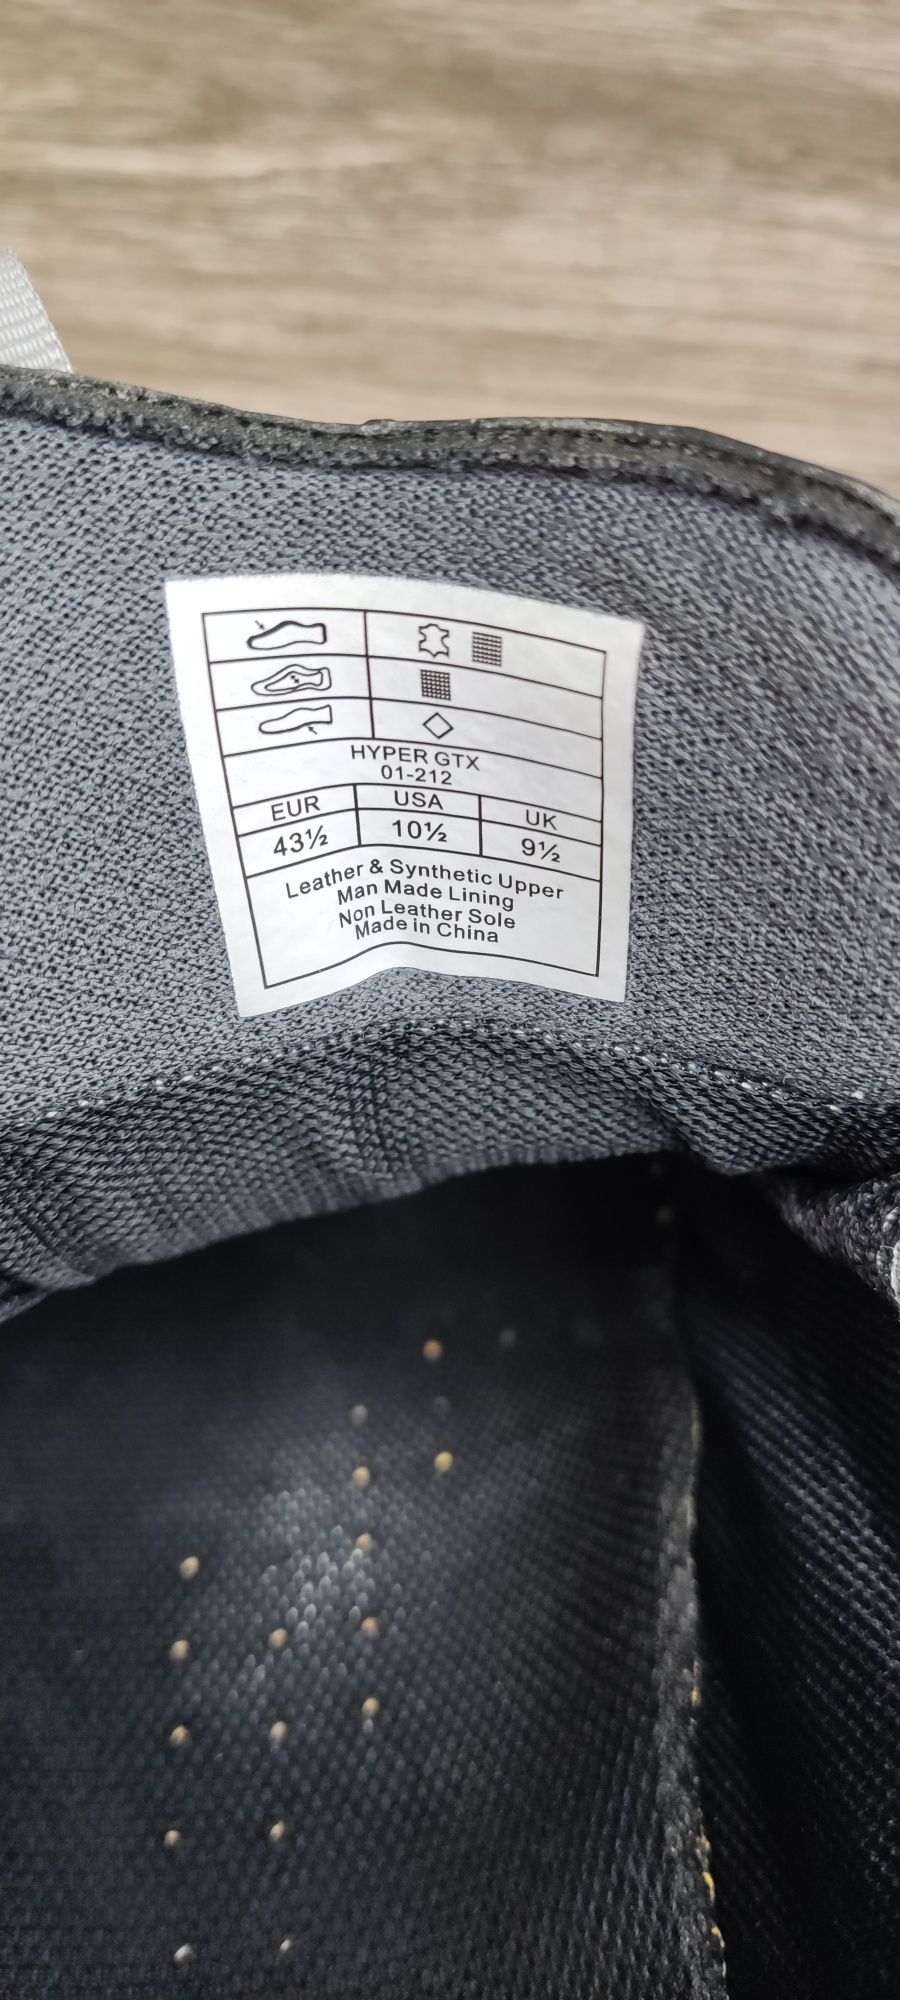 HYPER GTX
01-212
EUR USA UK
43½ 10½ 9½
Leather & Synthetic Upper
Man Made Lining
Non Leather Sole
Made in China